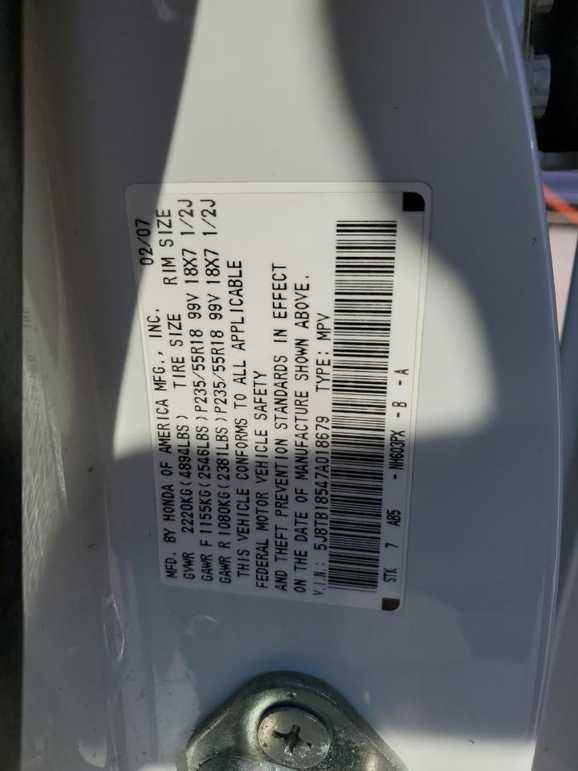 MFD. BY HONDA OF AMERICA MFG., INC. 02/07
GVWR 2220KG(4894LBS) TIRE SIZE RIM SIZE
GAWR F 1155KG(2546LBS)P235/55R18 99V 18X7 1/2J
GAWR R 1080KG(2381LBS)P235/55R18 99V 18X7 1/2J
THIS VEHICLE CONFORMS TO ALL APPLICABLE
FEDERAL MOTOR VEHICLE SAFETY
AND THEFT PREVENTION STANDARDS IN EFFECT
ON THE DATE OF MANUFACTURE SHOWN ABOVE.
V.I.N.: 5J8TB18547A018679 TYPE: MPV
STK 7 AB5 - NH603PX - B - A